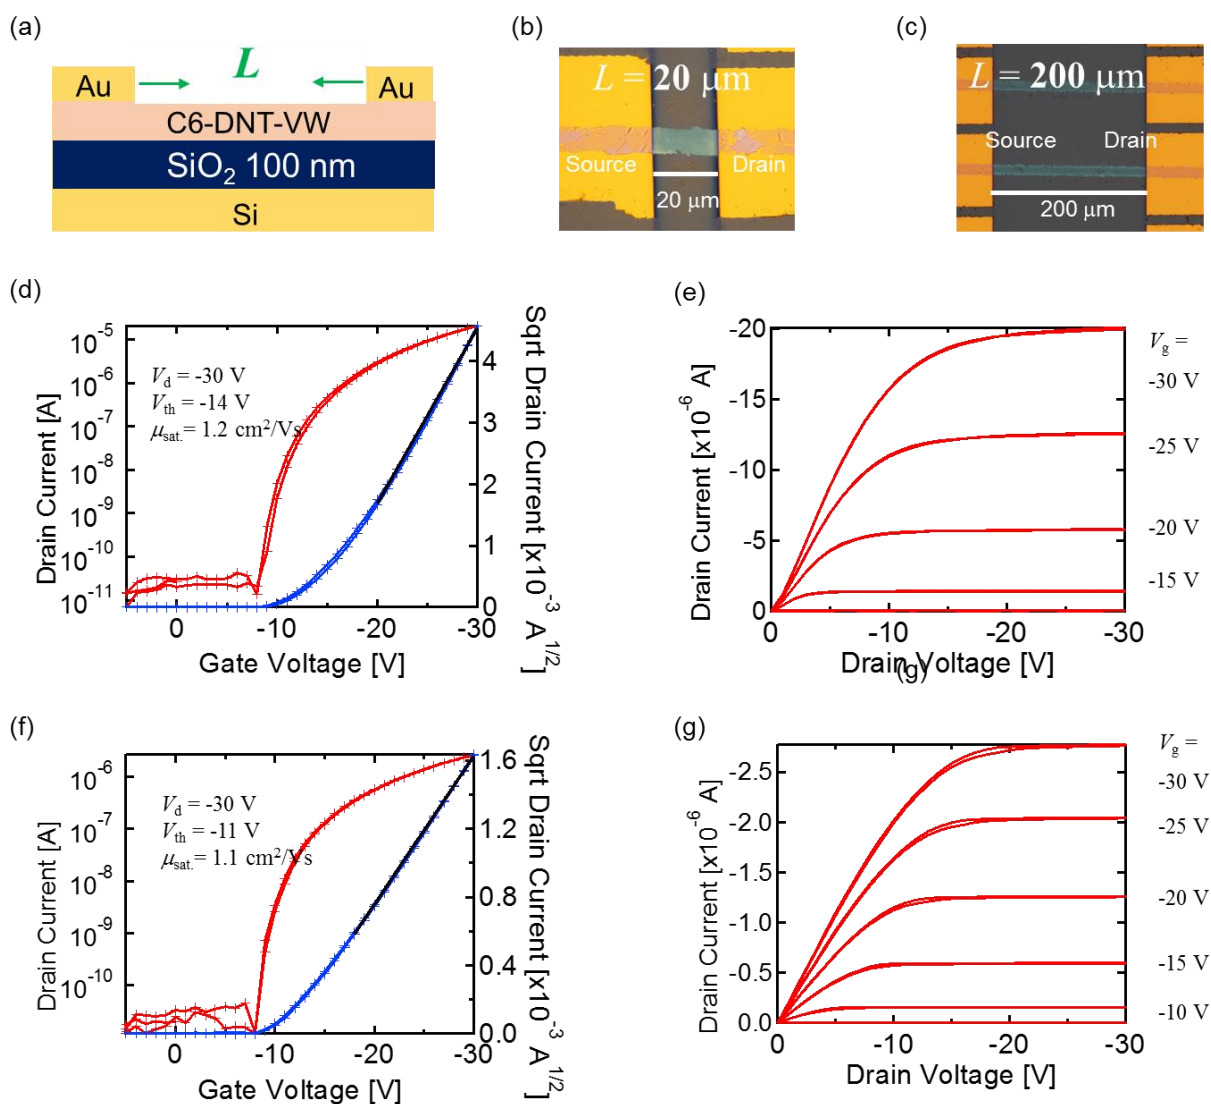 (a)
L
Au
Au
C6-DNT-VW
SiO2 100 nm
Si
(b)
L = 20 μm
Source
Drain
20 μm
(c)
L = 200 μm
Source
Drain
200 μm
(d)
Drain Current [A]
10^-5
10^-6
10^-7
10^-8
10^-9
10^-10
10^-11
Vd = -30 V
Vth = -14 V
μsat.= 1.2 cm²/Vs
0
-10
-20
-30
Gate Voltage [V]
4
3
2
1
0
Sqrt Drain Current [x10^-3 A^1/2]
(e)
Drain Current [x10^-6 A]
-20
-15
-10
-5
0
0
-10
-20
-30
Drain Voltage [V]
(g)
Vg =
-30 V
-25 V
-20 V
-15 V
(f)
Drain Current [A]
10^-6
10^-7
10^-8
10^-9
10^-10
Vd = -30 V
Vth = -11 V
μsat.= 1.1 cm²/Vs
0
-10
-20
-30
Gate Voltage [V]
1.6
1.2
0.8
0.4
0.0
Sqrt Drain Current [x10^-3 A^1/2]
(g)
Drain Current [x10^-6 A]
-2.5
-2.0
-1.5
-1.0
-0.5
0.0
0
-10
-20
-30
Drain Voltage [V]
Vg =
-30 V
-25 V
-20 V
-15 V
-10 V